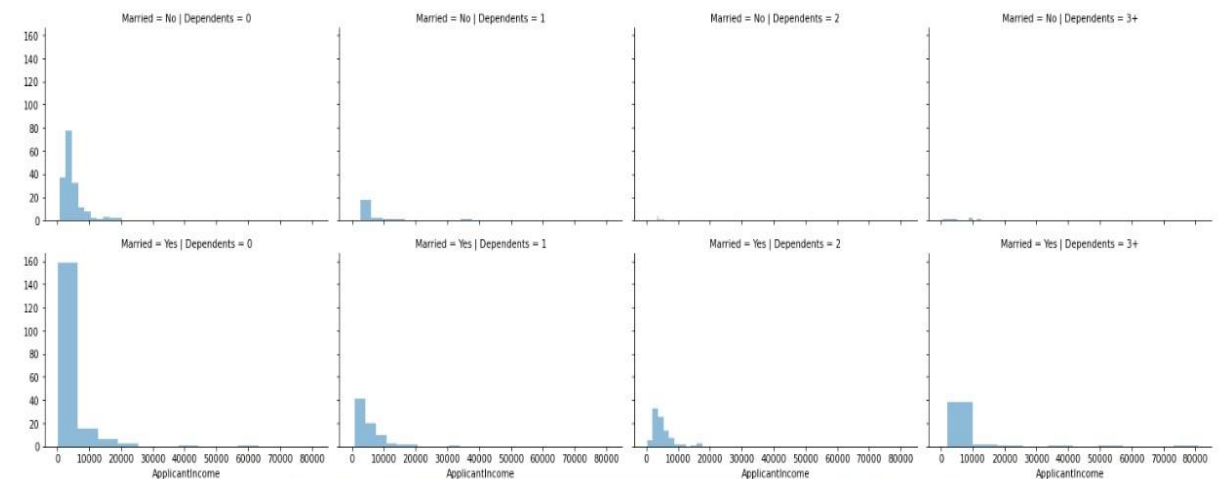 Married = No | Dependents = 0
Married = No | Dependents = 1
Married = No | Dependents = 2
Married = No | Dependents = 3+
160
140
120
100
80
60
40
20
0
Married = Yes | Dependents = 0
Married = Yes | Dependents = 1
Married = Yes | Dependents = 2
Married = Yes | Dependents = 3+
160
140
120
100
80
60
40
20
0
0 10000 20000 30000 40000 50000 60000 70000 80000
ApplicantIncome
0 10000 20000 30000 40000 50000 60000 70000 80000
ApplicantIncome
0 10000 20000 30000 40000 50000 60000 70000 80000
ApplicantIncome
0 10000 20000 30000 40000 50000 60000 70000 80000
ApplicantIncome